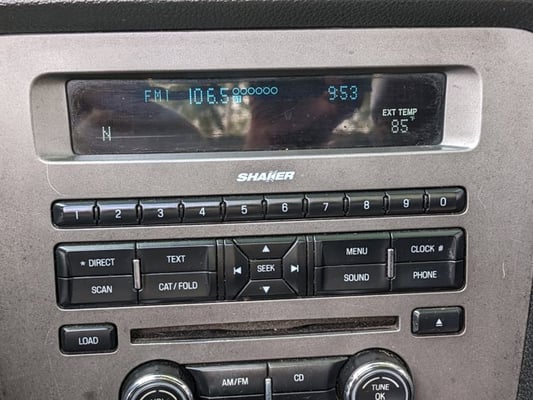 FM1 106.5 9:53
EXT TEMP
N 85°F
SHAKER
1 2 3 4 5 6 7 8 9 0
* DIRECT TEXT SEEK MENU CLOCK #
SCAN CAT/FOLD SOUND PHONE
LOAD
AM/FM CD
TUNE
OK